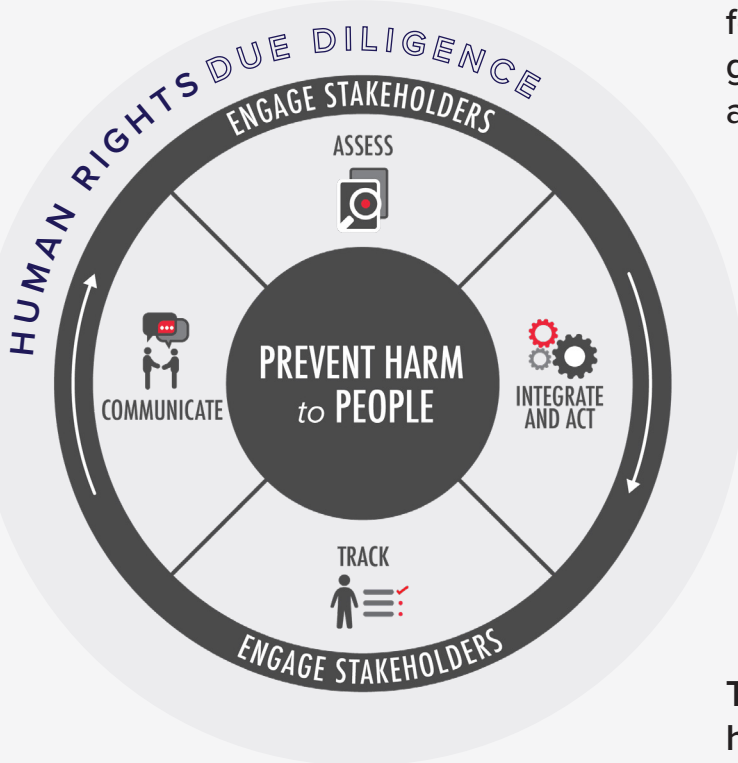 HUMAN RIGHTS DUE DILIGENCE
ENGAGE STAKEHOLDERS
ASSESS
COMMUNICATE
PREVENT HARM
to PEOPLE
INTEGRATE
AND ACT
TRACK
ENGAGE STAKEHOLDERS